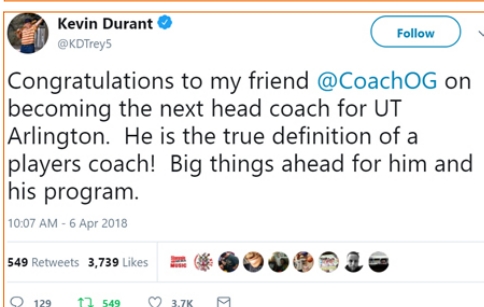 Kevin Durant
@KDTrey5
Follow
Congratulations to my friend @CoachOG on
becoming the next head coach for UT
Arlington.  He is the true definition of a
players coach!  Big things ahead for him and
his program.
10:07 AM - 6 Apr 2018
549 Retweets  3,739 Likes
129  549  3.7K